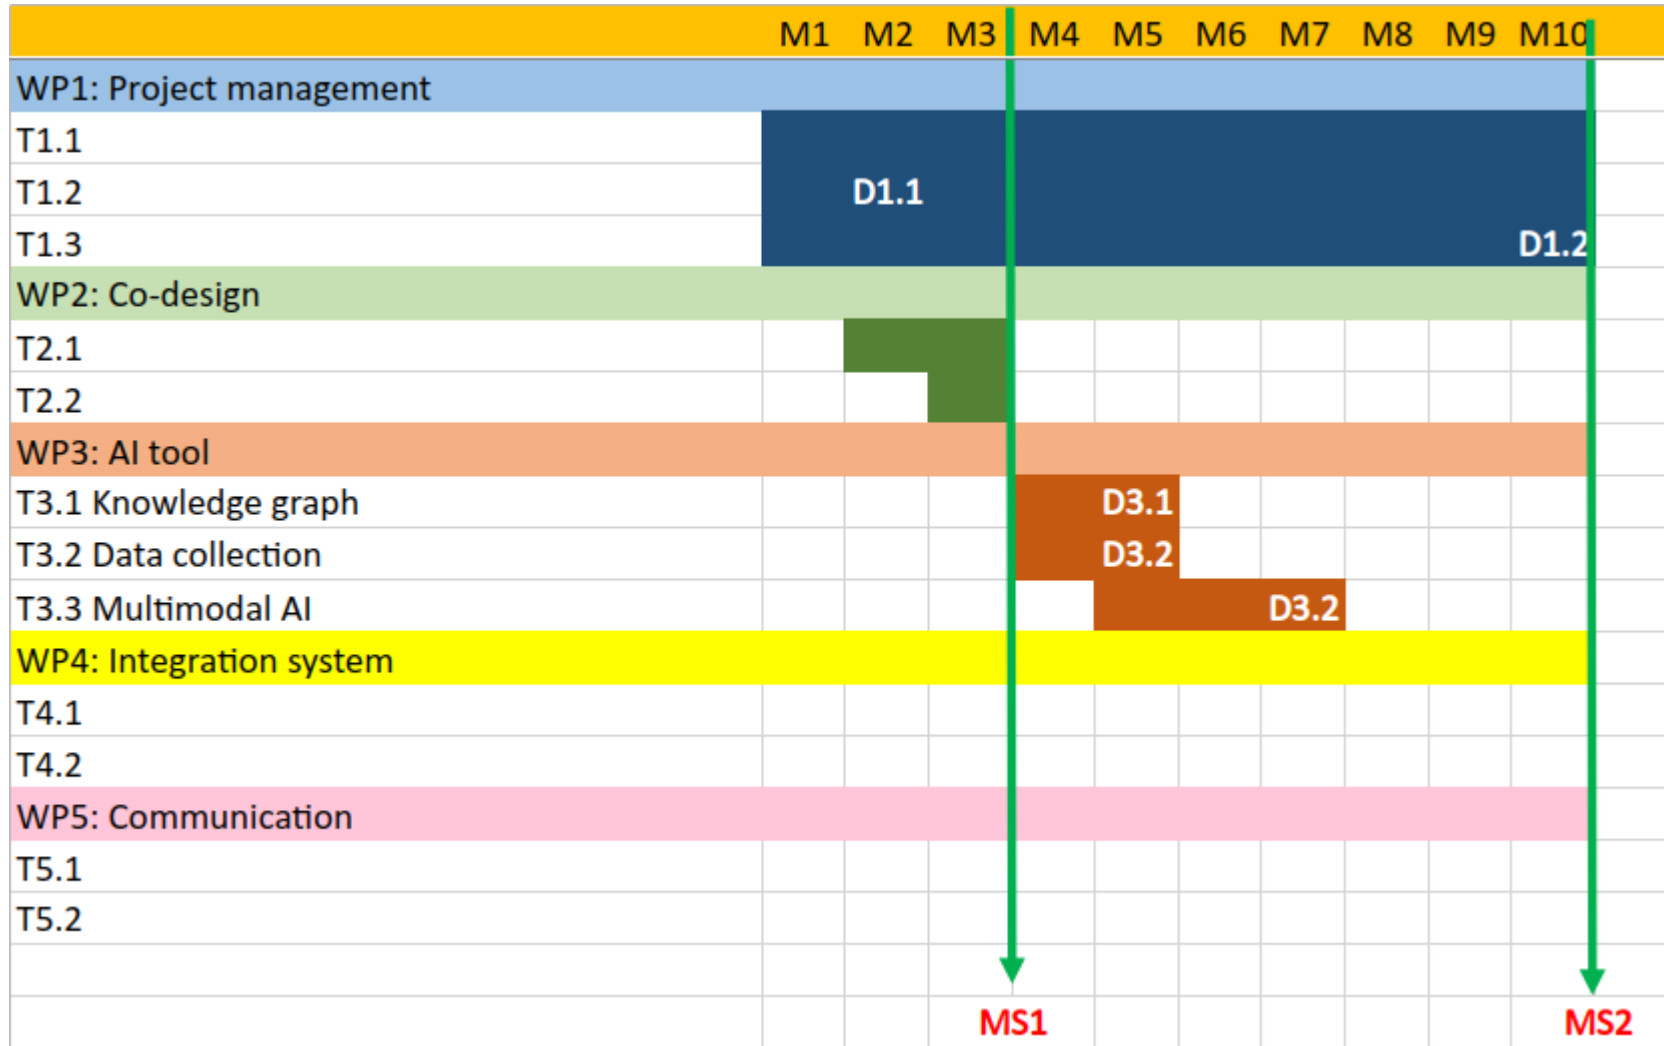 M1 M2 M3 M4 M5 M6 M7 M8 M9 M10
WP1: Project management
T1.1
T1.2 D1.1
T1.3 D1.2
WP2: Co-design
T2.1
T2.2
WP3: AI tool
T3.1 Knowledge graph D3.1
T3.2 Data collection D3.2
T3.3 Multimodal AI D3.2
WP4: Integration system
T4.1
T4.2
WP5: Communication
T5.1
T5.2
MS1 MS2